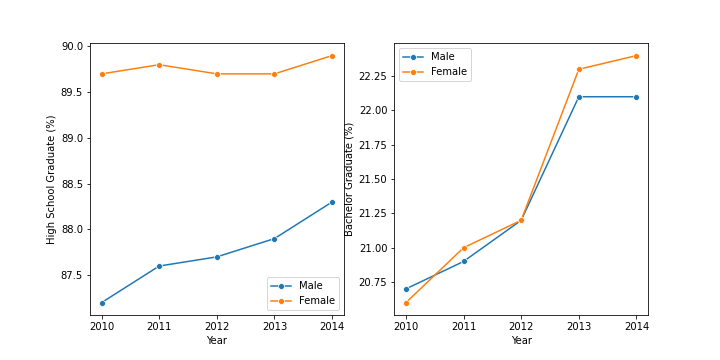 High School Graduate (%)
90.0
89.5
89.0
88.5
88.0
87.5
2010 2011 2012 2013 2014
Year
Male
Female
Bachelor Graduate (%)
22.25
22.00
21.75
21.50
21.25
21.00
20.75
2010 2011 2012 2013 2014
Year
Male
Female